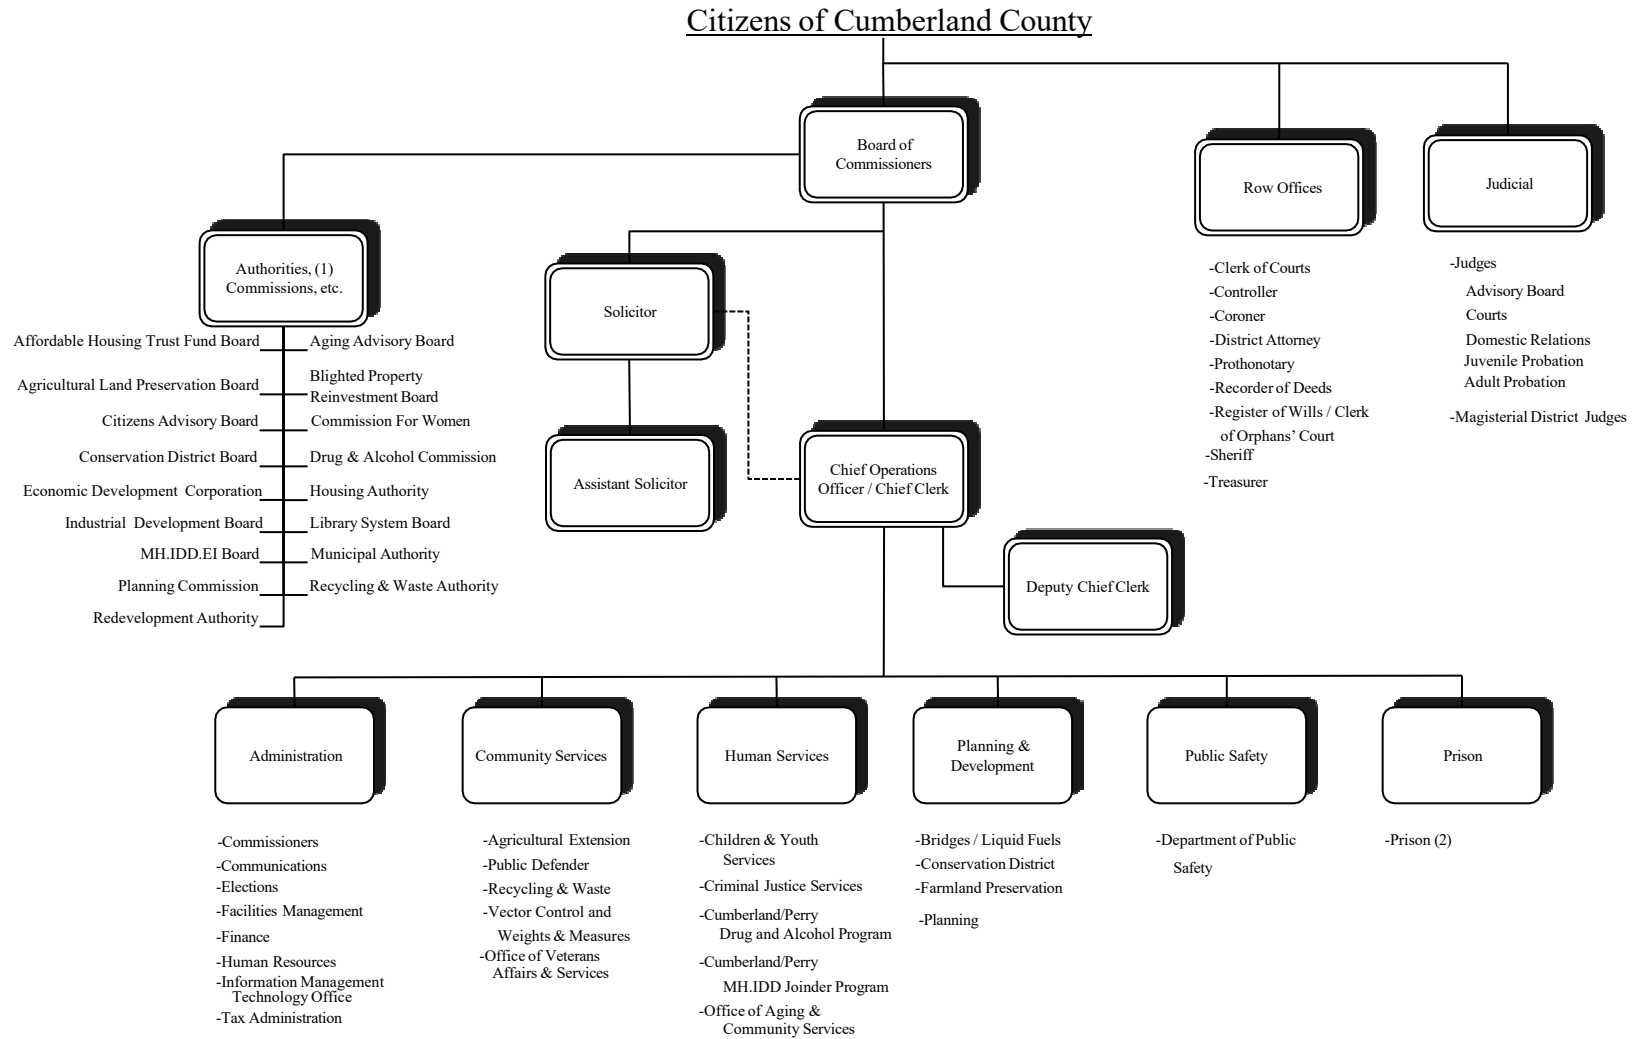 Citizens of Cumberland County
Board of
Commissioners
Row Offices
Judicial
Authorities, (1)
Commissions, etc.
Solicitor
Assistant Solicitor
Chief Operations
Officer / Chief Clerk
Deputy Chief Clerk
-Clerk of Courts
-Controller
-Coroner
-District Attorney
-Prothonotary
-Recorder of Deeds
-Register of Wills / Clerk
of Orphans’ Court
-Sheriff
-Treasurer
-Judges
Advisory Board
Courts
Domestic Relations
Juvenile Probation
Adult Probation
-Magisterial District Judges
Affordable Housing Trust Fund Board
Aging Advisory Board
Agricultural Land Preservation Board
Blighted Property
Reinvestment Board
Citizens Advisory Board
Commission For Women
Conservation District Board
Drug & Alcohol Commission
Economic Development Corporation
Housing Authority
Industrial Development Board
Library System Board
MH.IDD.EI Board
Municipal Authority
Planning Commission
Recycling & Waste Authority
Redevelopment Authority
Administration
-Commissioners
-Communications
-Elections
-Facilities Management
-Finance
-Human Resources
-Information Management
Technology Office
-Tax Administration
Community Services
-Agricultural Extension
-Public Defender
-Recycling & Waste
-Vector Control and
Weights & Measures
-Office of Veterans
Affairs & Services
Human Services
-Children & Youth
Services
-Criminal Justice Services
-Cumberland/Perry
Drug and Alcohol Program
-Cumberland/Perry
MH.IDD Joinder Program
-Office of Aging &
Community Services
Planning &
Development
-Bridges / Liquid Fuels
-Conservation District
-Farmland Preservation
-Planning
Public Safety
-Department of Public
Safety
Prison
-Prison (2)